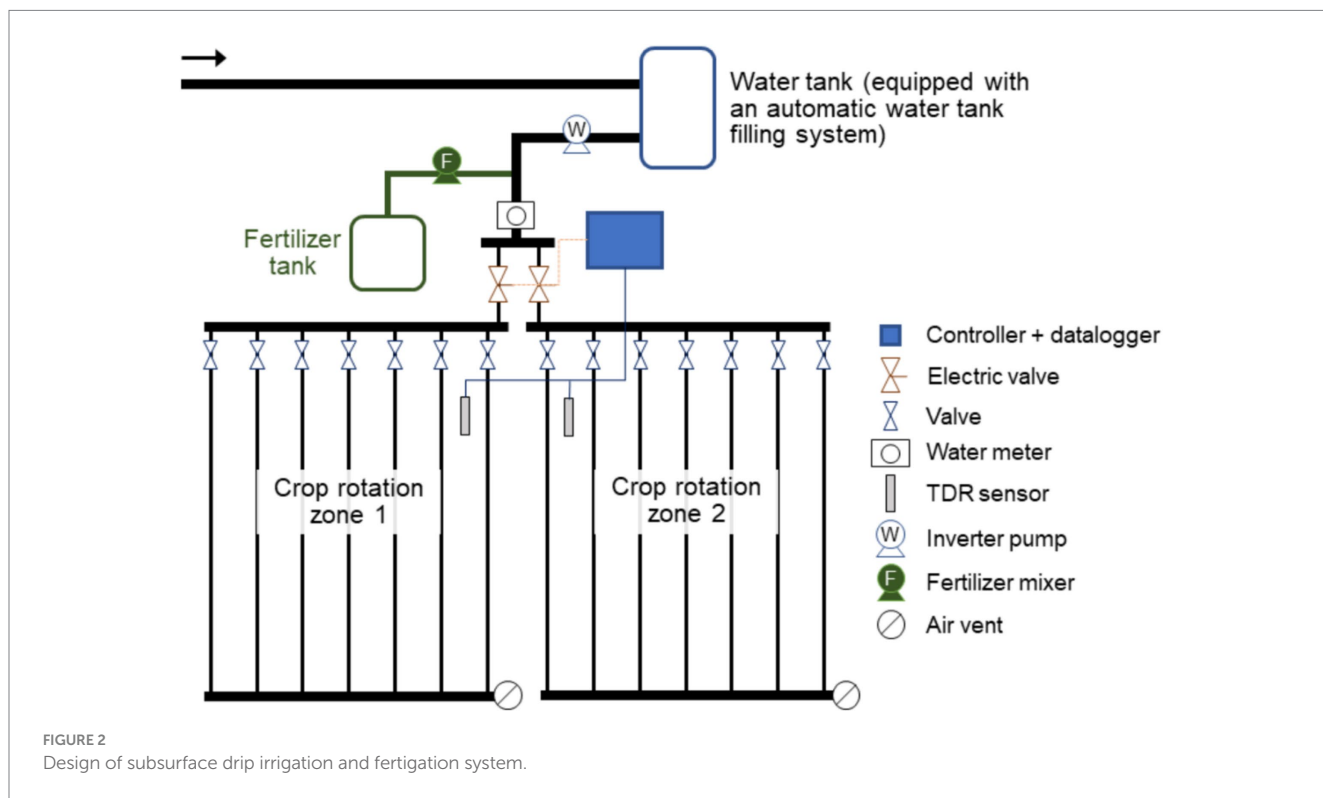 Water tank (equipped with
an automatic water tank
filling system)
W
F
Fertilizer
tank
Controller + datalogger
Electric valve
Valve
Water meter
TDR sensor
W
Inverter pump
F
Fertilizer mixer
Air vent
Crop rotation
zone 1
Crop rotation
zone 2
FIGURE 2
Design of subsurface drip irrigation and fertigation system.